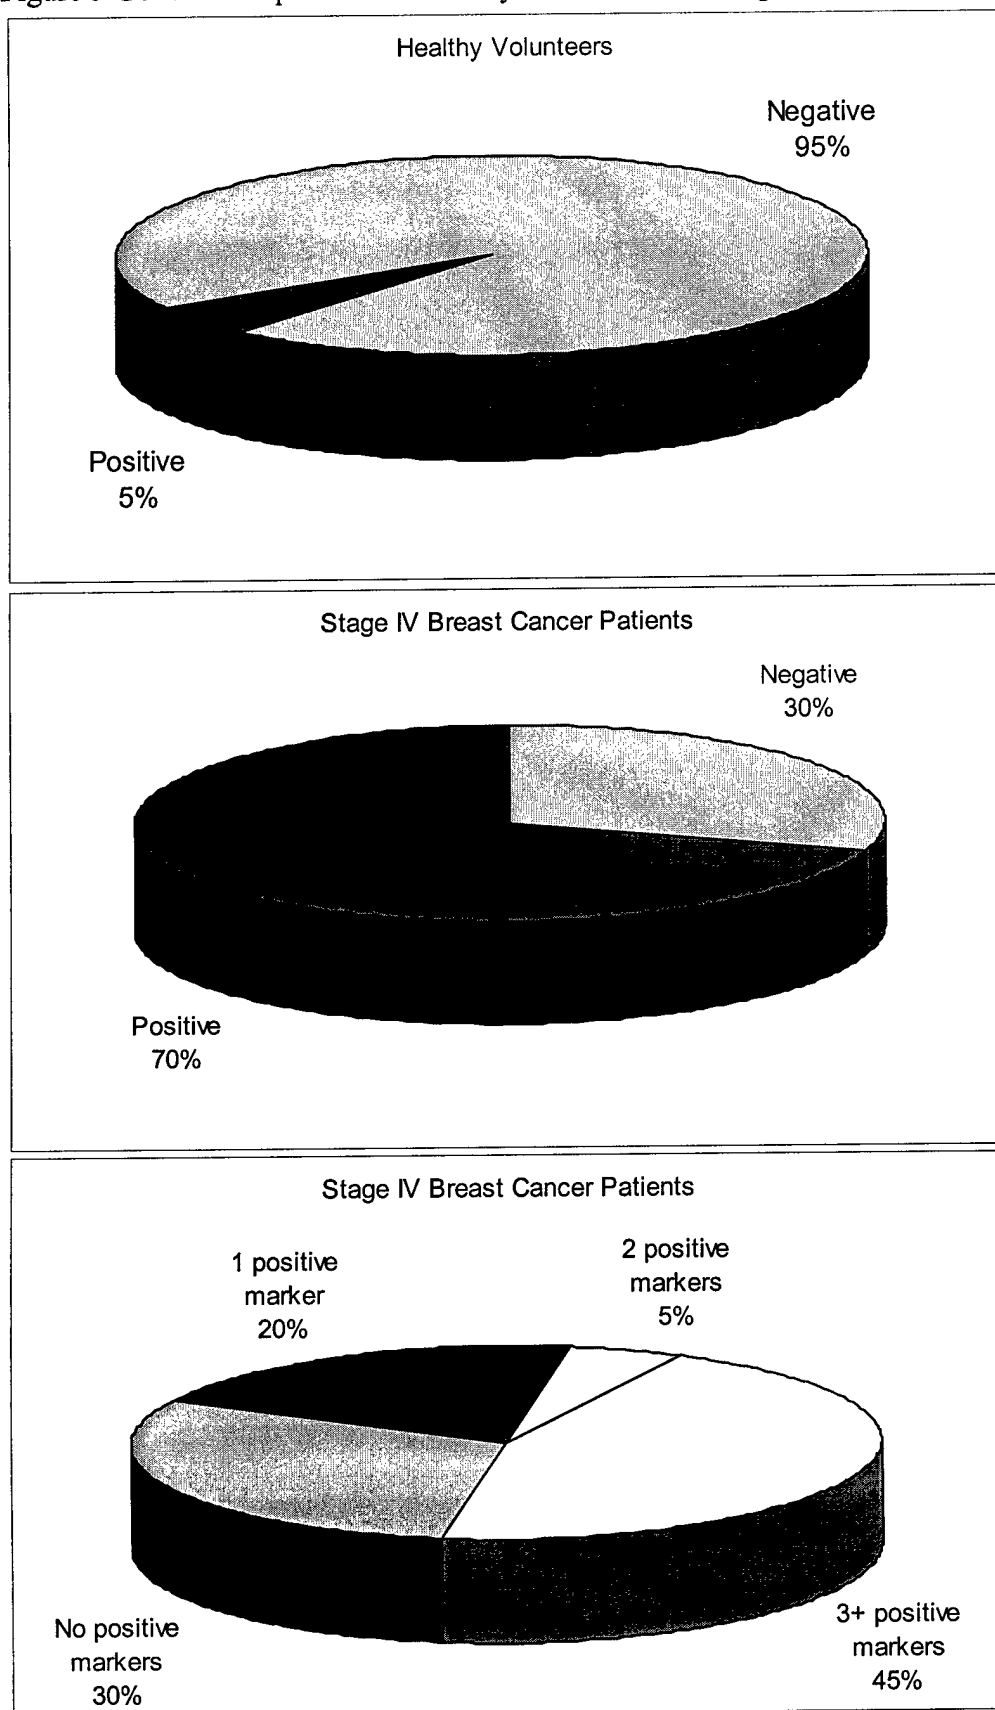 Figure
Healthy Volunteers
Negative
95%
Positive
5%
Stage IV Breast Cancer Patients
Negative
30%
Positive
70%
Stage IV Breast Cancer Patients
1 positive
marker
20%
2 positive
markers
5%
No positive
markers
30%
3+ positive
markers
45%